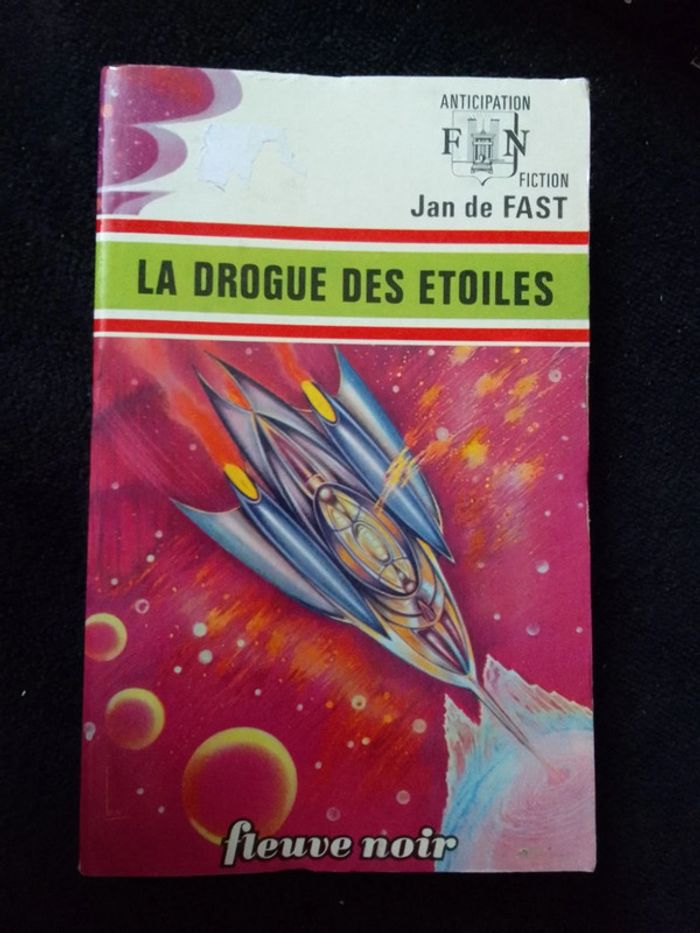 ANTICIPATION
F N
FICTION
Jan de FAST
LA DROGUE DES ETOILES
fleuve noir